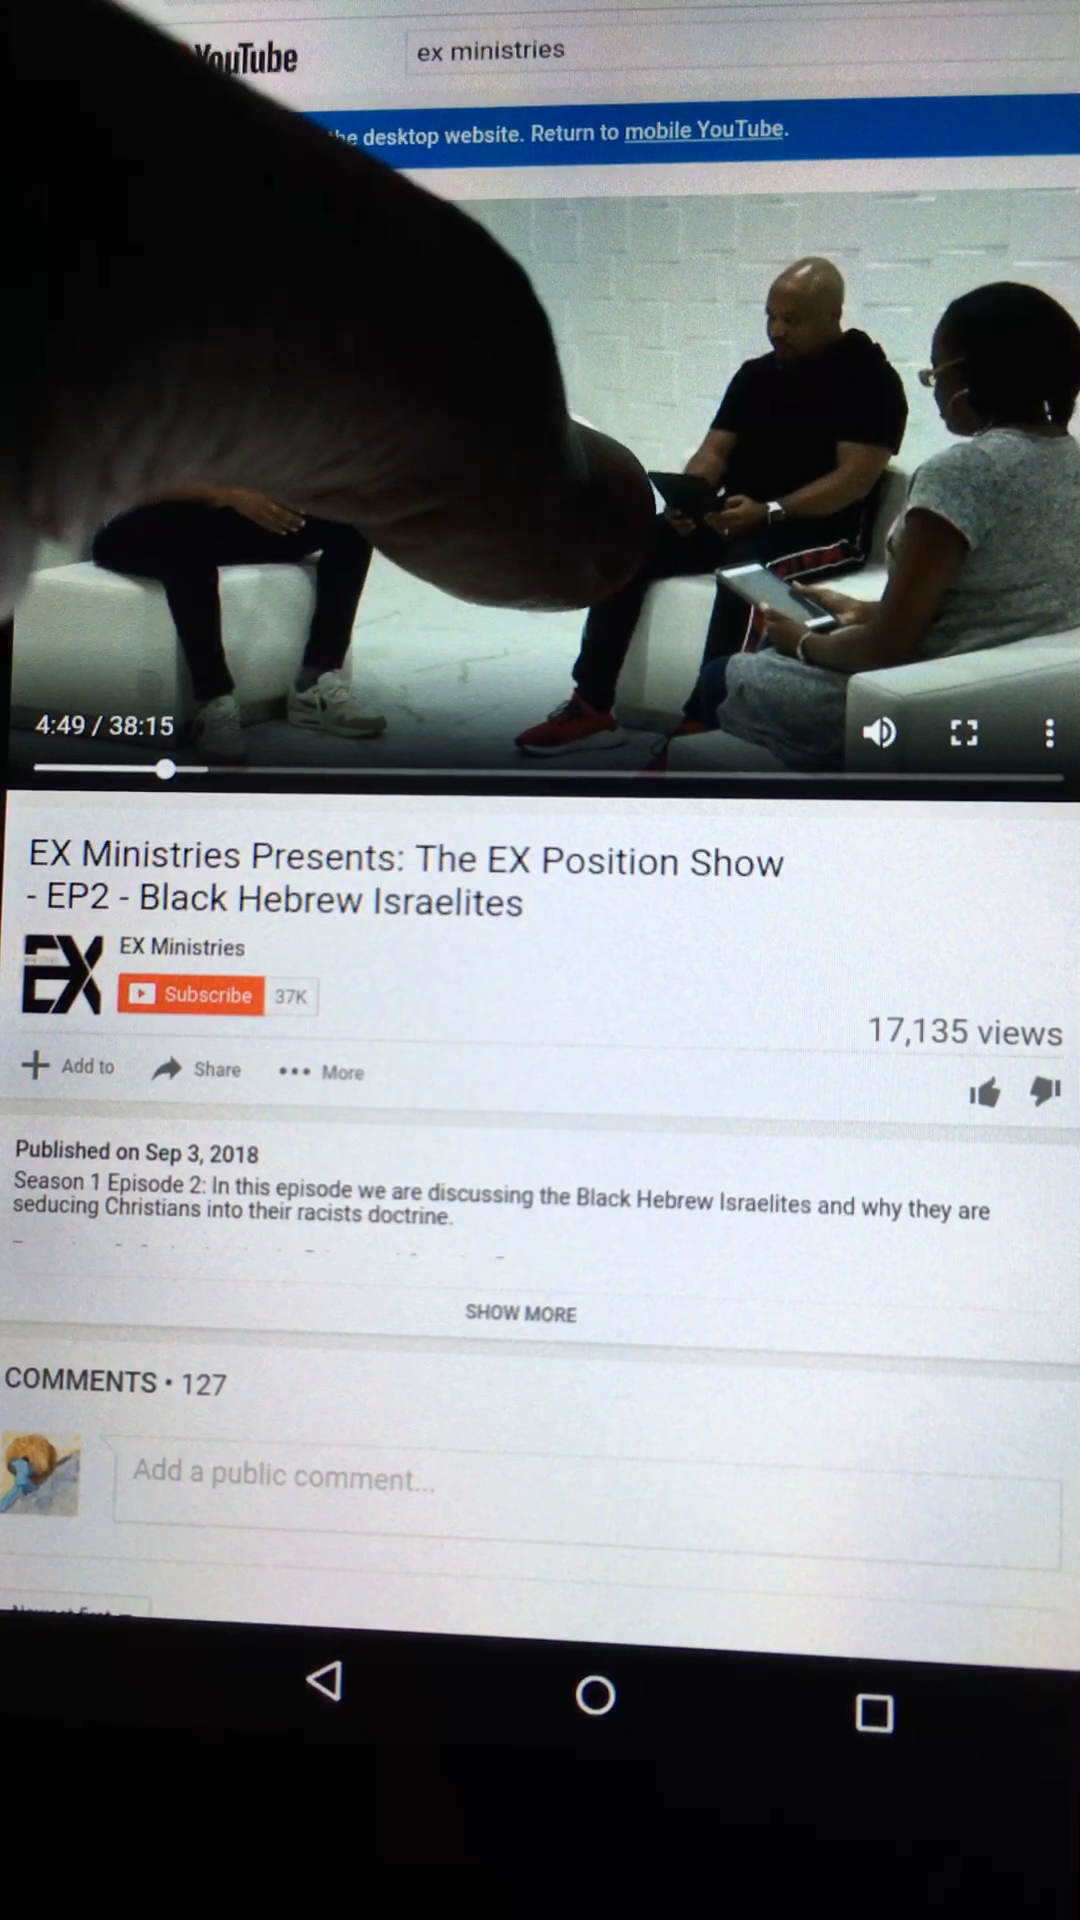 YouTube
ex ministries
the desktop website. Return to mobile YouTube.
4:49 / 38:15
EX Ministries Presents: The EX Position Show
- EP2 - Black Hebrew Israelites
EX
EX Ministries
Subscribe 37K
17,135 views
Add to Share More
Published on Sep 3, 2018
Season 1 Episode 2: In this episode we are discussing the Black Hebrew Israelites and why they are
seducing Christians into their racists doctrine.
SHOW MORE
COMMENTS • 127
Add a public comment...